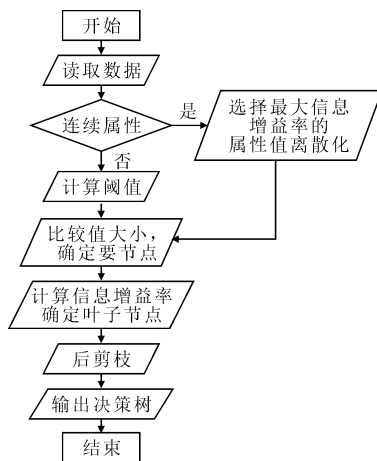 开始
读取数据
连续属性
是
选择最大信息
增益率的
属性值离散化
否
计算阈值
比较值大小，
确定要节点
计算信息增益率
确定叶子节点
后剪枝
输出决策树
结束